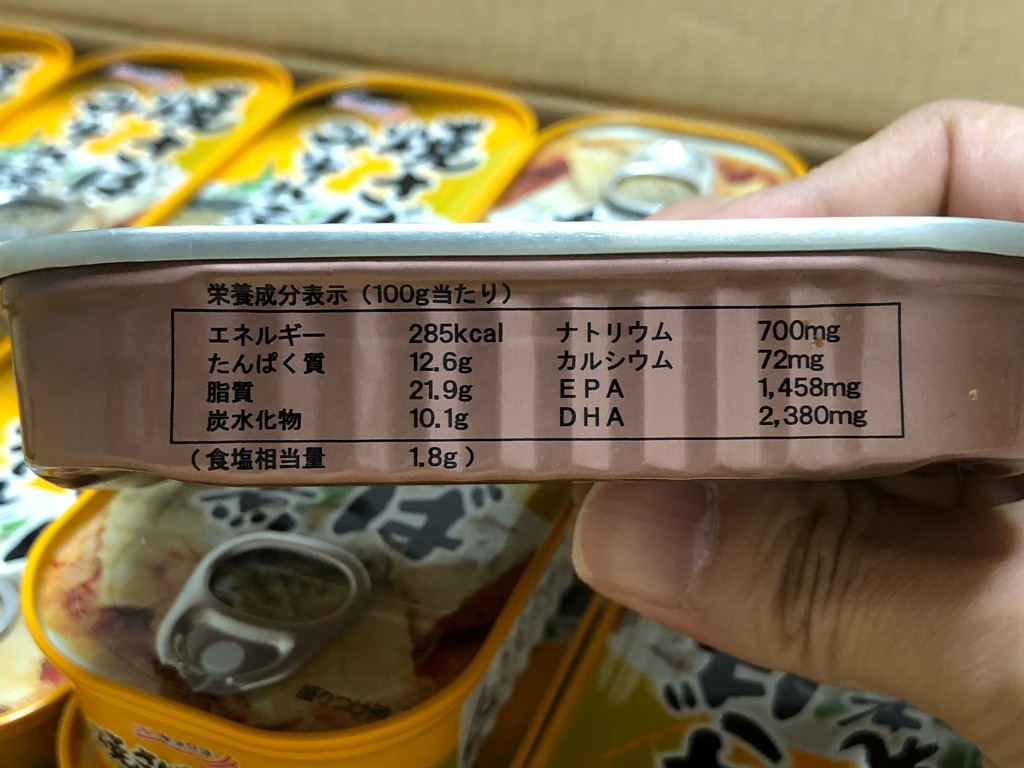 栄養成分表示（100g当たり）
エネルギー 285kcal ナトリウム 700mg
たんぱく質 12.6g カルシウム 72mg
脂質 21.9g EPA 1,458mg
炭水化物 10.1g DHA 2,380mg
（食塩相当量 1.8g）